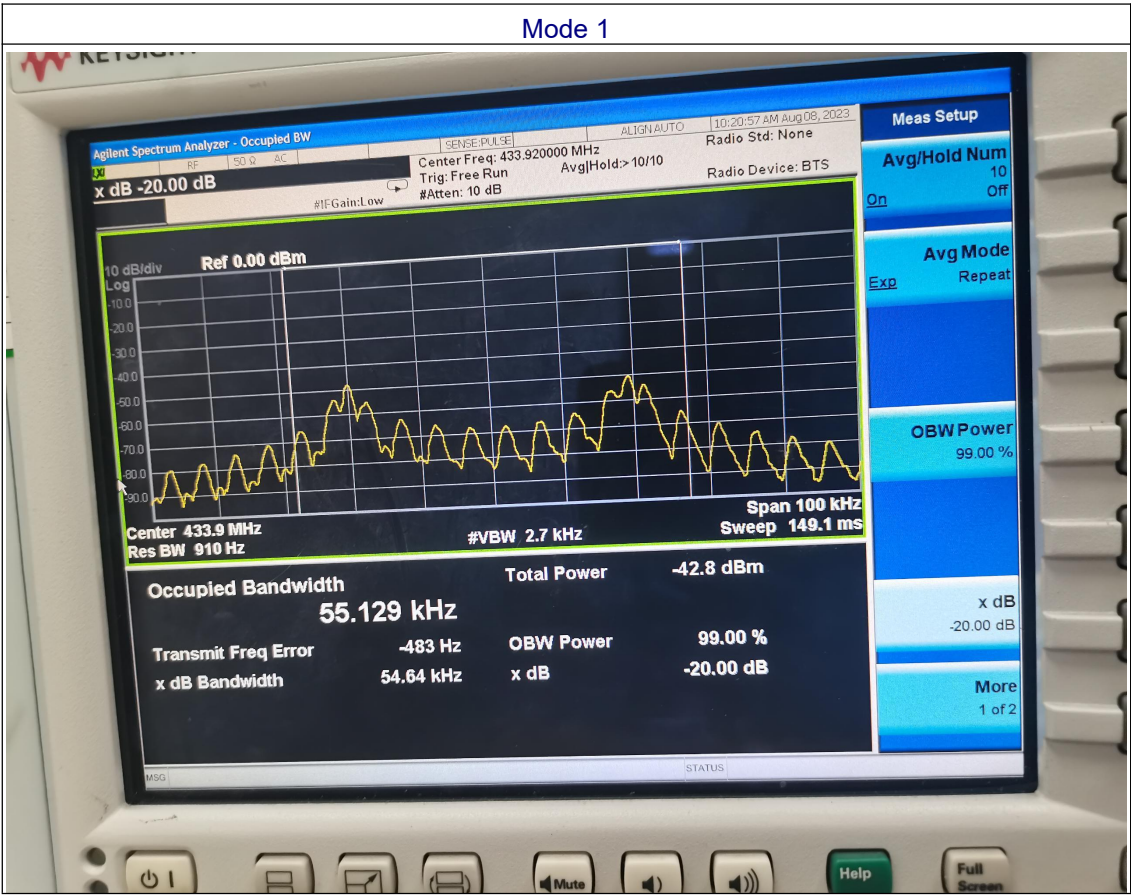 Mode 1
KEYSIGHT
Agilent Spectrum Analyzer - Occupied BW
LXI
RF
50 Ω
AC
SENSE:PULSE
ALIGN AUTO
10:20:57 AM Aug 08, 2023
x dB -20.00 dB
Center Freq: 433.920000 MHz
Radio Std: None
Trig: Free Run
Avg|Hold:> 10/10
#IFGain:Low
#Atten: 10 dB
Radio Device: BTS
10 dB/div
Ref 0.00 dBm
Log
-10.0
-20.0
-30.0
-40.0
-50.0
-60.0
-70.0
-80.0
-90.0
Center 433.9 MHz
Span 100 kHz
Res BW 910 Hz
#VBW 2.7 kHz
Sweep 149.1 ms
Occupied Bandwidth
Total Power
-42.8 dBm
55.129 kHz
Transmit Freq Error
-483 Hz
OBW Power
99.00 %
x dB Bandwidth
54.64 kHz
x dB
-20.00 dB
MSG
STATUS
Meas Setup
Avg/Hold Num
10
On
Off
Avg Mode
Exp
Repeat
OBW Power
99.00 %
x dB
-20.00 dB
More
1 of 2
Mute
Help
Full
Screen